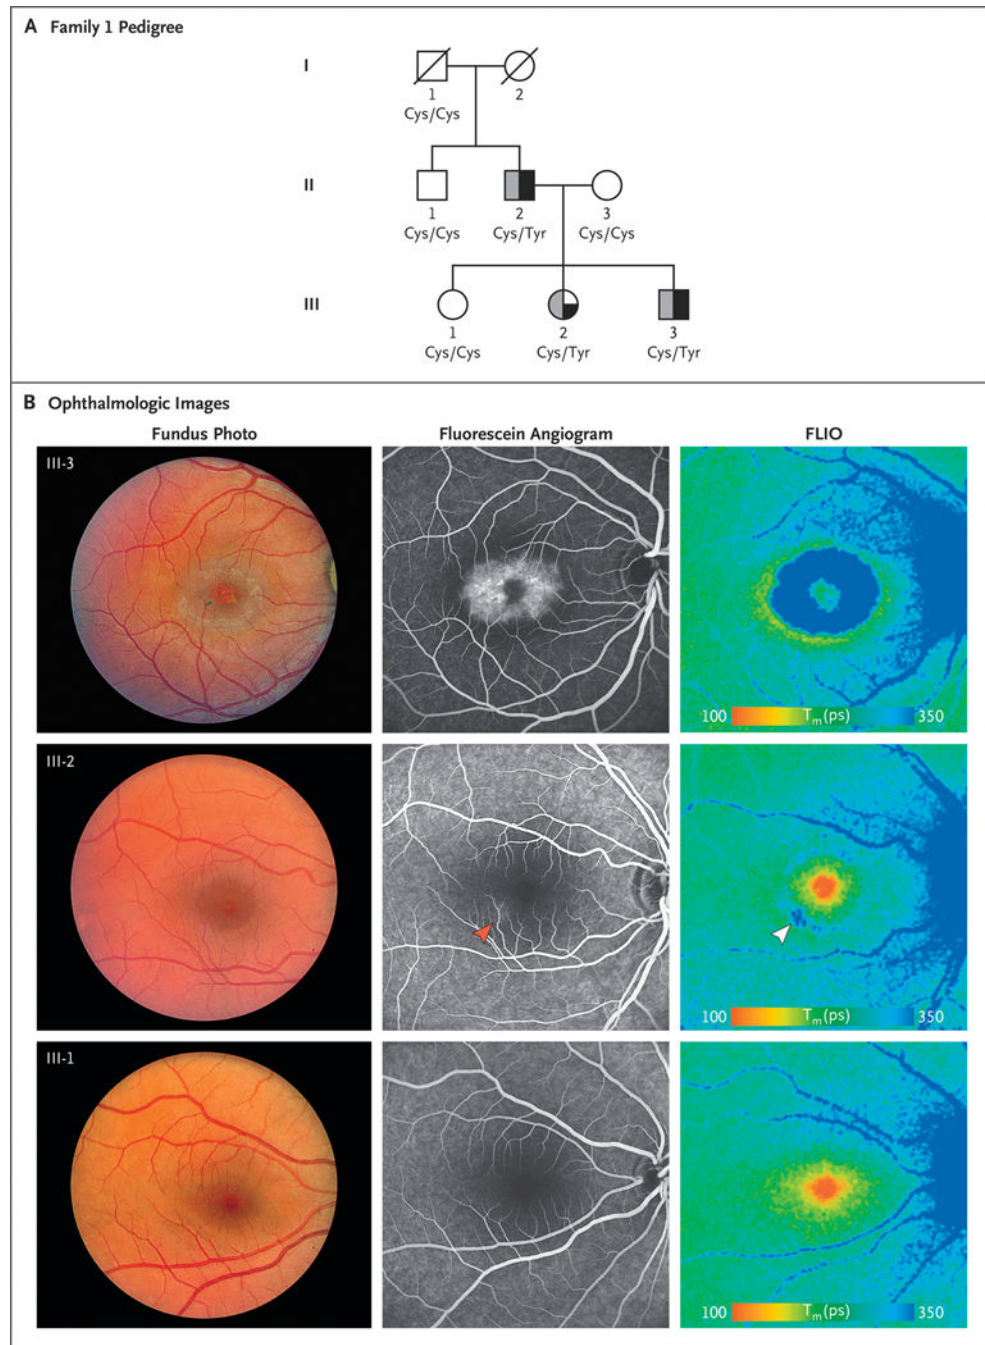 A Family 1 Pedigree
I
1
2
Cys/Cys
II
1
2
3
Cys/Cys
Cys/Tyr
Cys/Cys
III
1
2
3
Cys/Cys
Cys/Tyr
Cys/Tyr
B Ophthalmologic Images
Fundus Photo
Fluorescein Angiogram
FLIO
III-3
100 Tm(ps) 350
III-2
100 Tm(ps) 350
III-1
100 Tm(ps) 350